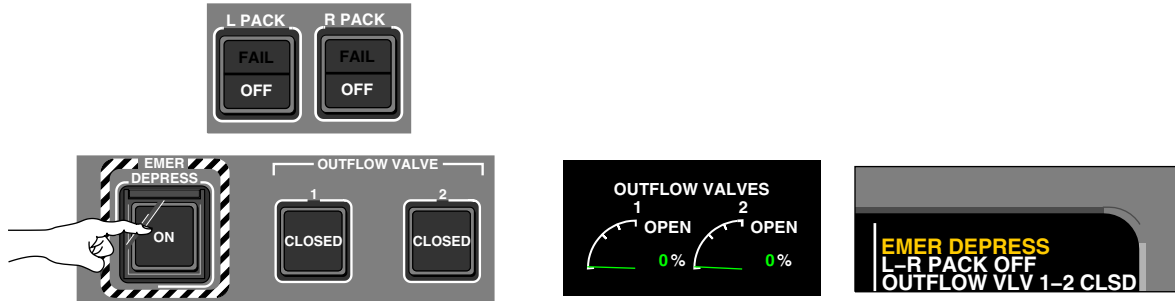 L PACK
R PACK
FAIL
FAIL
OFF
OFF
EMER
DEPRESS
ON
OUTFLOW VALVE
1
2
CLOSED
CLOSED
OUTFLOW VALVES
1
2
OPEN
OPEN
0%
0%
EMER DEPRESS
L–R PACK OFF
OUTFLOW VLV 1–2 CLSD